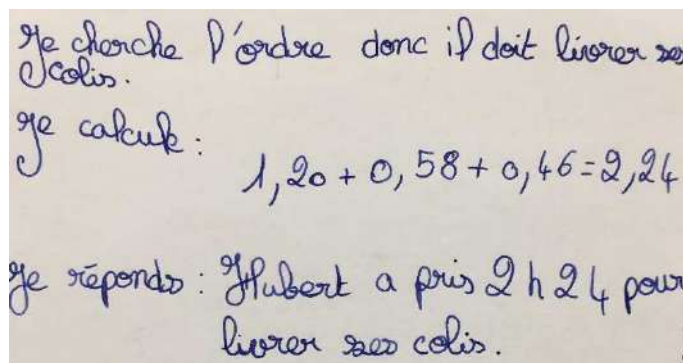 Je cherche l'ordre donc il doit livrer ses
colis.
Je calcule :
1,20 + 0,58 + 0,46 = 2,24
Je réponds : Hubert a pris 2 h 24 pour
livrer ses colis.